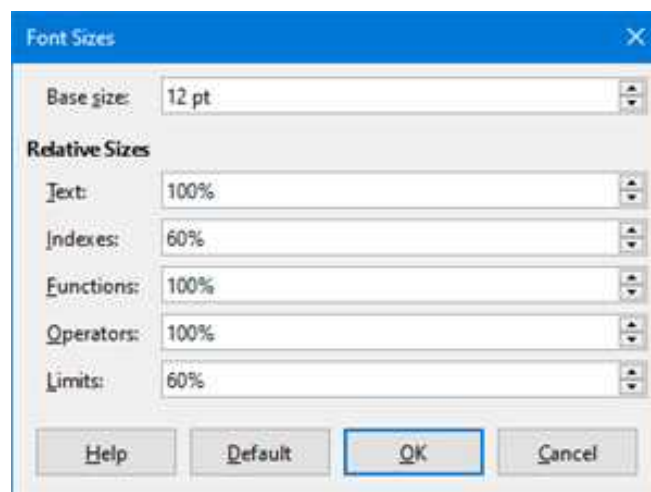 Font Sizes
Base size: 12 pt
Relative Sizes
Text: 100%
Indexes: 60%
Functions: 100%
Operators: 100%
Limits: 60%
Help Default OK Cancel